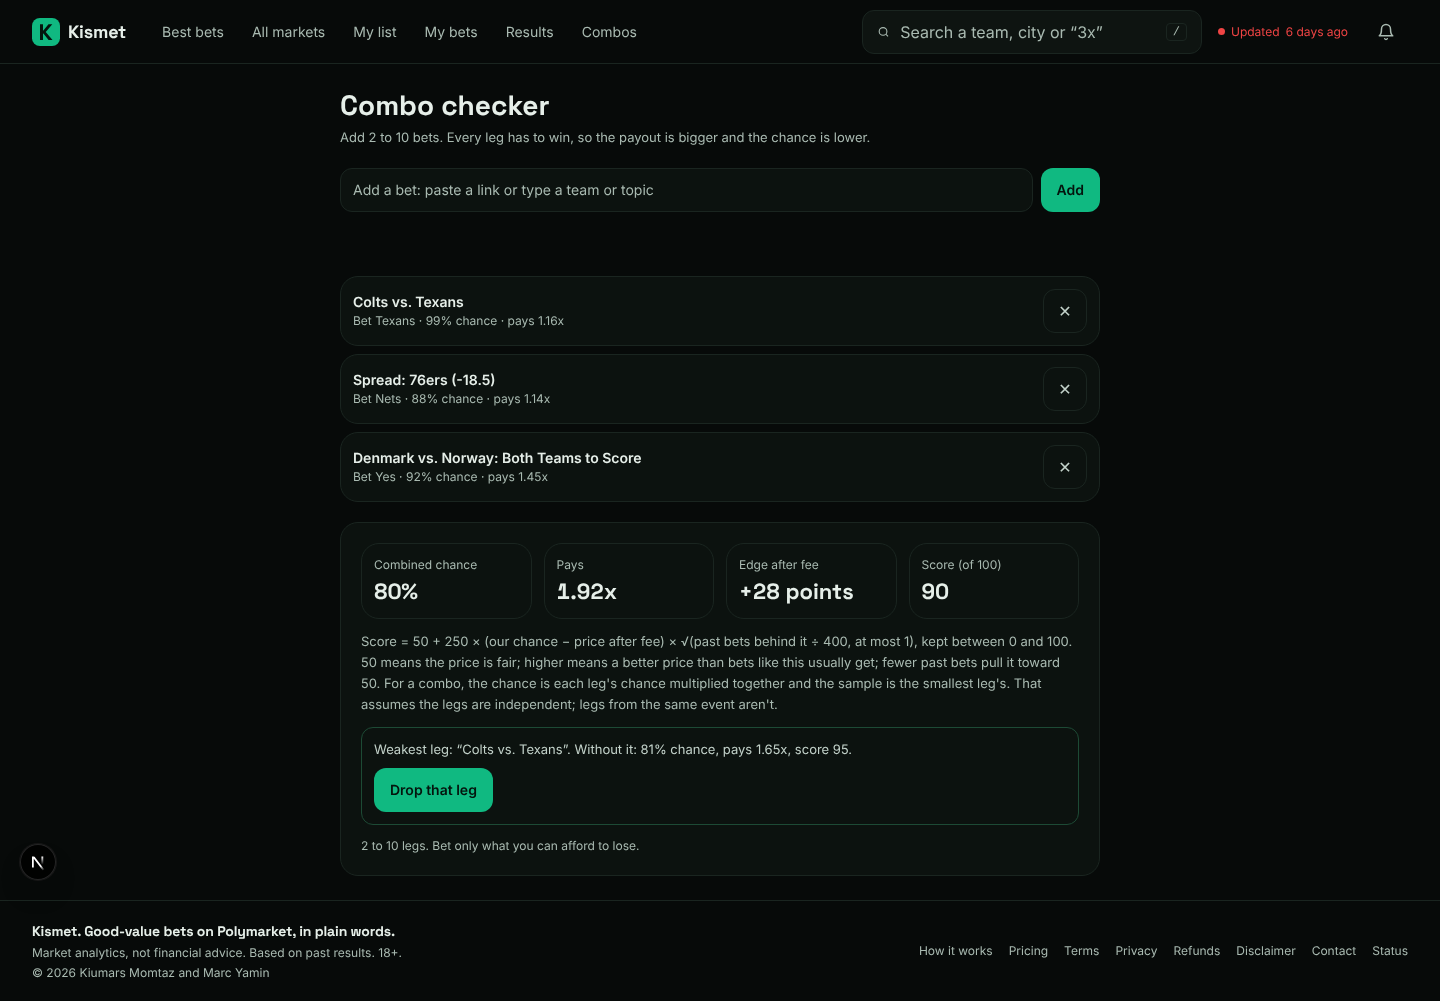 Kismet
Best bets
All markets
My list
My bets
Results
Combos
Search a team, city or “3x”
/
Updated 6 days ago
Combo checker
Add 2 to 10 bets. Every leg has to win, so the payout is bigger and the chance is lower.
Add a bet: paste a link or type a team or topic
Add
Colts vs. Texans
Bet Texans · 99% chance · pays 1.16x
Spread: 76ers (-18.5)
Bet Nets · 88% chance · pays 1.14x
Denmark vs. Norway: Both Teams to Score
Bet Yes · 92% chance · pays 1.45x
Combined chance
80%
Pays
1.92x
Edge after fee
+28 points
Score (of 100)
90
Score = 50 + 250 × (our chance − price after fee) × √(past bets behind it ÷ 400, at most 1), kept between 0 and 100.
50 means the price is fair; higher means a better price than bets like this usually get; fewer past bets pull it toward
50. For a combo, the chance is each leg's chance multiplied together and the sample is the smallest leg's. That
assumes the legs are independent; legs from the same event aren't.
Weakest leg: “Colts vs. Texans”. Without it: 81% chance, pays 1.65x, score 95.
Drop that leg
2 to 10 legs. Bet only what you can afford to lose.
Kismet. Good-value bets on Polymarket, in plain words.
Market analytics, not financial advice. Based on past results. 18+.
© 2026 Kiumars Momtaz and Marc Yamin
How it works
Pricing
Terms
Privacy
Refunds
Disclaimer
Contact
Status